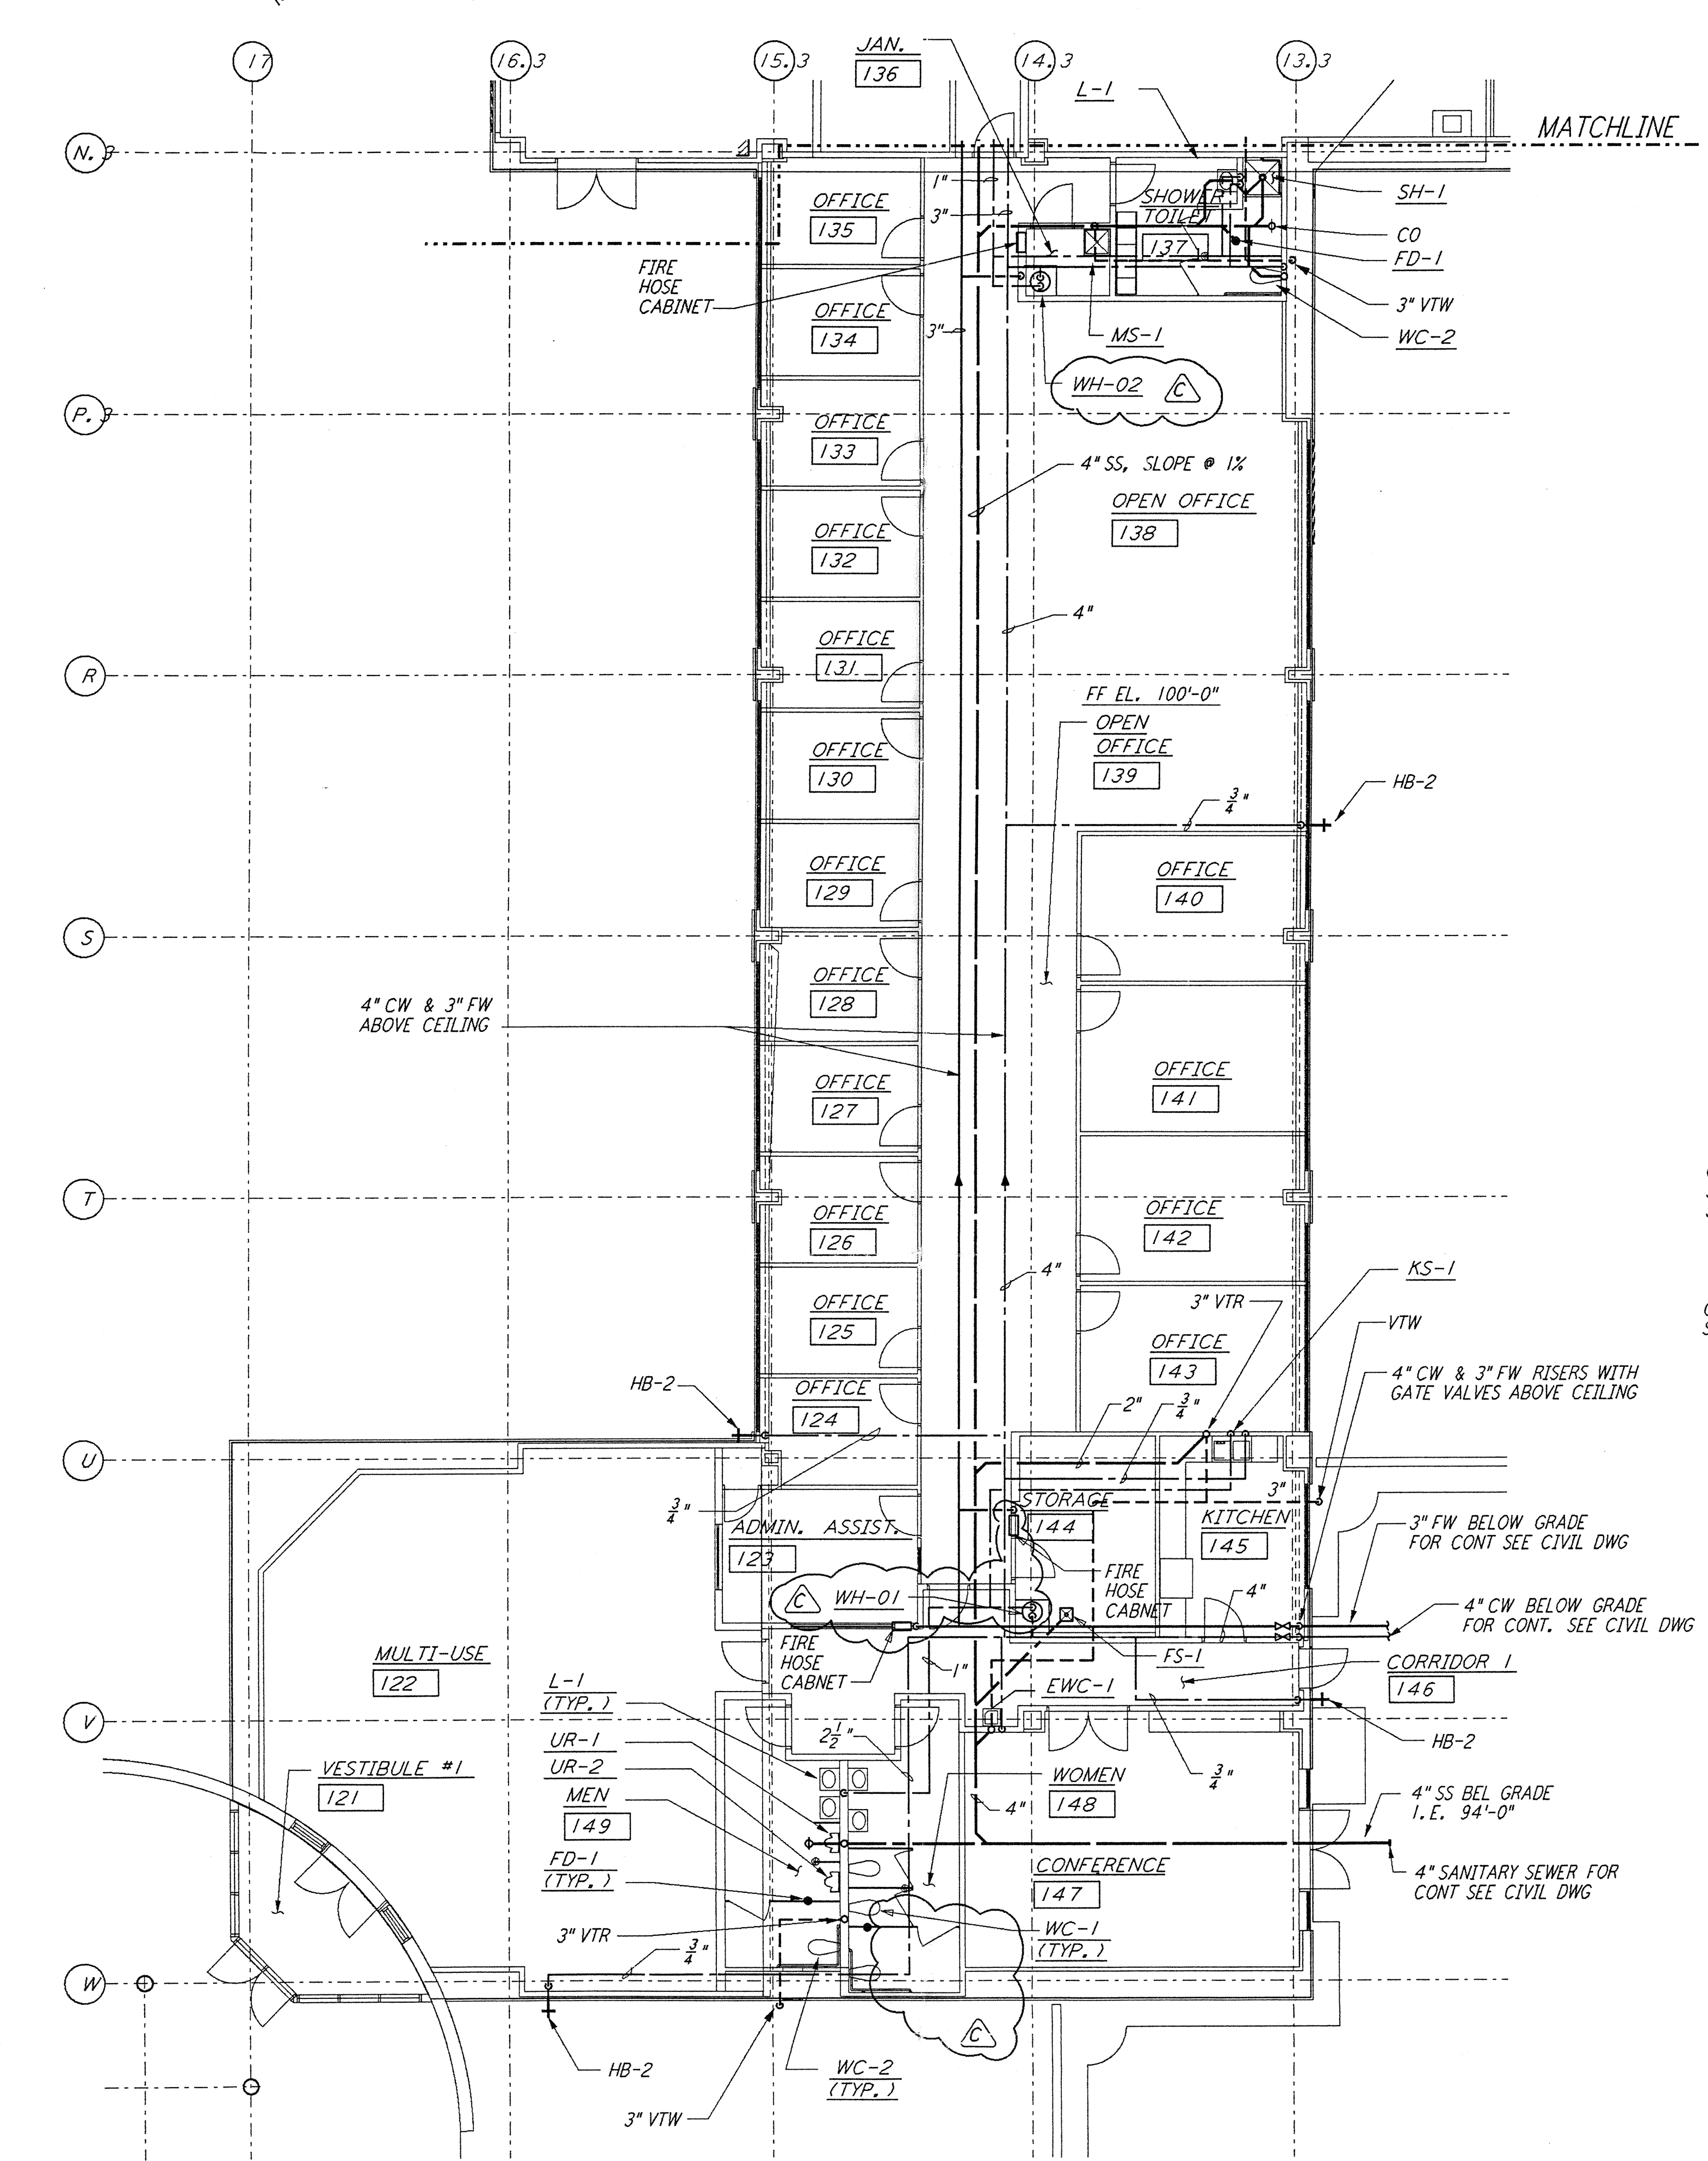 17
16.3
15.3
14.3
13.3
JAN.
136
L-1
MATCHLINE
N.3
1"
OFFICE
135
3"
SHOWER
TOILET
137
SH-1
CO
FD-1
FIRE
HOSE
CABINET
3" VTW
OFFICE
134
3"
MS-1
WC-2
WH-02
C
P.3
OFFICE
133
4" SS, SLOPE @ 1%
OPEN OFFICE
138
OFFICE
132
4"
OFFICE
131
R
FF EL. 100'-0"
OPEN
OFFICE
139
OFFICE
130
HB-2
3/4"
OFFICE
129
OFFICE
140
S
OFFICE
128
4" CW & 3" FW
ABOVE CEILING
OFFICE
127
OFFICE
141
T
OFFICE
126
OFFICE
142
4"
KS-1
OFFICE
125
3" VTR
VTW
OFFICE
143
4" CW & 3" FW RISERS WITH
GATE VALVES ABOVE CEILING
HB-2
OFFICE
124
2"
3/4"
U
3/4"
STORAGE
144
3"
KITCHEN
145
ADMIN. ASSIST.
123
3" FW BELOW GRADE
FOR CONT SEE CIVIL DWG
FIRE
HOSE
CABNET
C
WH-01
4"
4" CW BELOW GRADE
FOR CONT. SEE CIVIL DWG
FIRE
HOSE
CABNET
MULTI-USE
122
1"
FS-1
CORRIDOR 1
146
L-1
(TYP.)
EWC-1
V
UR-1
2 1/2"
HB-2
VESTIBULE #1
121
UR-2
WOMEN
148
3/4"
MEN
149
4"
4" SS BEL GRADE
I.E. 94'-0"
FD-1
(TYP.)
CONFERENCE
147
4" SANITARY SEWER FOR
CONT SEE CIVIL DWG
3" VTR
WC-1
(TYP.)
3/4"
W
C
HB-2
WC-2
(TYP.)
3" VTW